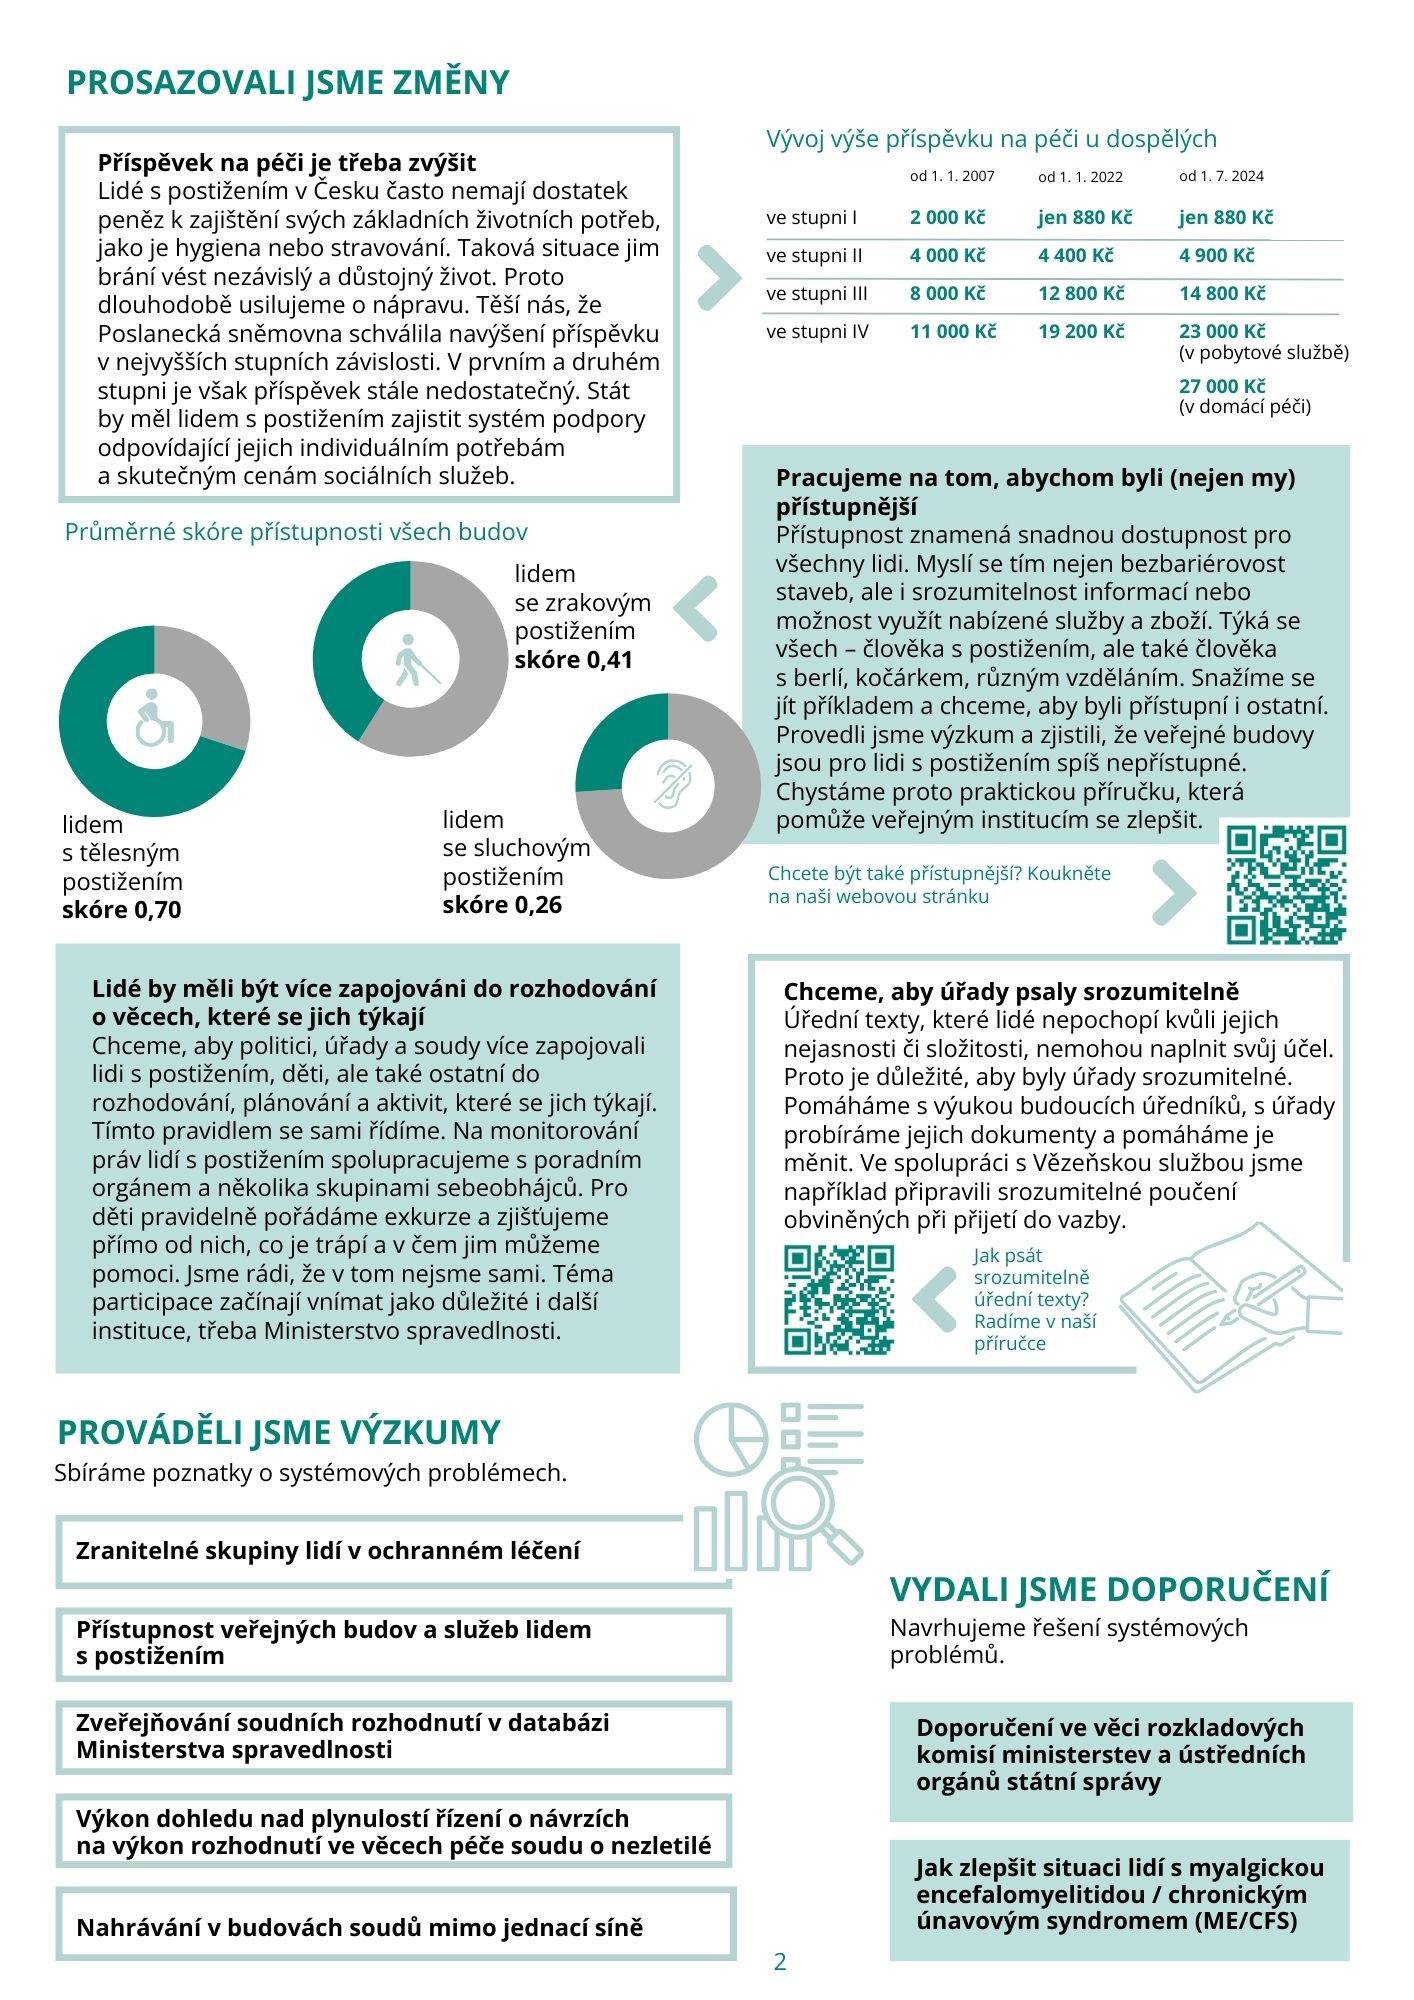 PROSAZOVALI JSME ZMĚNY
Příspěvek na péči je třeba zvýšit
Lidé s postižením v Česku často nemají dostatek
peněz k zajištění svých základních životních potřeb,
jako je hygiena nebo stravování. Taková situace jim
brání vést nezávislý a důstojný život. Proto
dlouhodobě usilujeme o nápravu. Těší nás, že
Poslanecká sněmovna schválila navýšení příspěvku
v nejvyšších stupních závislosti. V prvním a druhém
stupni je však příspěvek stále nedostatečný. Stát
by měl lidem s postižením zajistit systém podpory
odpovídající jejich individuálním potřebám
a skutečným cenám sociálních služeb.
Vývoj výše příspěvku na péči u dospělých
od 1. 1. 2007 od 1. 1. 2022 od 1. 7. 2024
ve stupni I 2 000 Kč jen 880 Kč jen 880 Kč
ve stupni II 4 000 Kč 4 400 Kč 4 900 Kč
ve stupni III 8 000 Kč 12 800 Kč 14 800 Kč
ve stupni IV 11 000 Kč 19 200 Kč 23 000 Kč
(v pobytové službě)
27 000 Kč
(v domácí péči)
Pracujeme na tom, abychom byli (nejen my)
přístupnější
Přístupnost znamená snadnou dostupnost pro
všechny lidi. Myslí se tím nejen bezbariérovost
staveb, ale i srozumitelnost informací nebo
možnost využít nabízené služby a zboží. Týká se
všech – člověka s postižením, ale také člověka
s berlí, kočárkem, různým vzděláním. Snažíme se
jít příkladem a chceme, aby byli přístupní i ostatní.
Provedli jsme výzkum a zjistili, že veřejné budovy
jsou pro lidi s postižením spíš nepřístupné.
Chystáme proto praktickou příručku, která
pomůže veřejným institucím se zlepšit.
Průměrné skóre přístupnosti všech budov
lidem
se zrakovým
postižením
skóre 0,41
lidem
s tělesným
postižením
skóre 0,70
lidem
se sluchovým
postižením
skóre 0,26
Chcete být také přístupnější? Koukněte
na naši webovou stránku
Lidé by měli být více zapojováni do rozhodování
o věcech, které se jich týkají
Chceme, aby politici, úřady a soudy více zapojovali
lidi s postižením, děti, ale také ostatní do
rozhodování, plánování a aktivit, které se jich týkají.
Tímto pravidlem se sami řídíme. Na monitorování
práv lidí s postižením spolupracujeme s poradním
orgánem a několika skupinami sebeobhájců. Pro
děti pravidelně pořádáme exkurze a zjišťujeme
přímo od nich, co je trápí a v čem jim můžeme
pomoci. Jsme rádi, že v tom nejsme sami. Téma
participace začínají vnímat jako důležité i další
instituce, třeba Ministerstvo spravedlnosti.
Chceme, aby úřady psaly srozumitelně
Úřední texty, které lidé nepochopí kvůli jejich
nejasnosti či složitosti, nemohou naplnit svůj účel.
Proto je důležité, aby byly úřady srozumitelné.
Pomáháme s výukou budoucích úředníků, s úřady
probíráme jejich dokumenty a pomáháme je
měnit. Ve spolupráci s Vězeňskou službou jsme
například připravili srozumitelné poučení
obviněných při přijetí do vazby.
Jak psát
srozumitelně
úřední texty?
Radíme v naší
příručce
PROVÁDĚLI JSME VÝZKUMY
Sbíráme poznatky o systémových problémech.
Zranitelné skupiny lidí v ochranném léčení
Přístupnost veřejných budov a služeb lidem
s postižením
Zveřejňování soudních rozhodnutí v databázi
Ministerstva spravedlnosti
Výkon dohledu nad plynulostí řízení o návrzích
na výkon rozhodnutí ve věcech péče soudu o nezletilé
Nahrávání v budovách soudů mimo jednací síně
VYDALI JSME DOPORUČENÍ
Navrhujeme řešení systémových
problémů.
Doporučení ve věci rozkladových
komisí ministerstev a ústředních
orgánů státní správy
Jak zlepšit situaci lidí s myalgickou
encefalomyelitidou / chronickým
únavovým syndromem (ME/CFS)
2